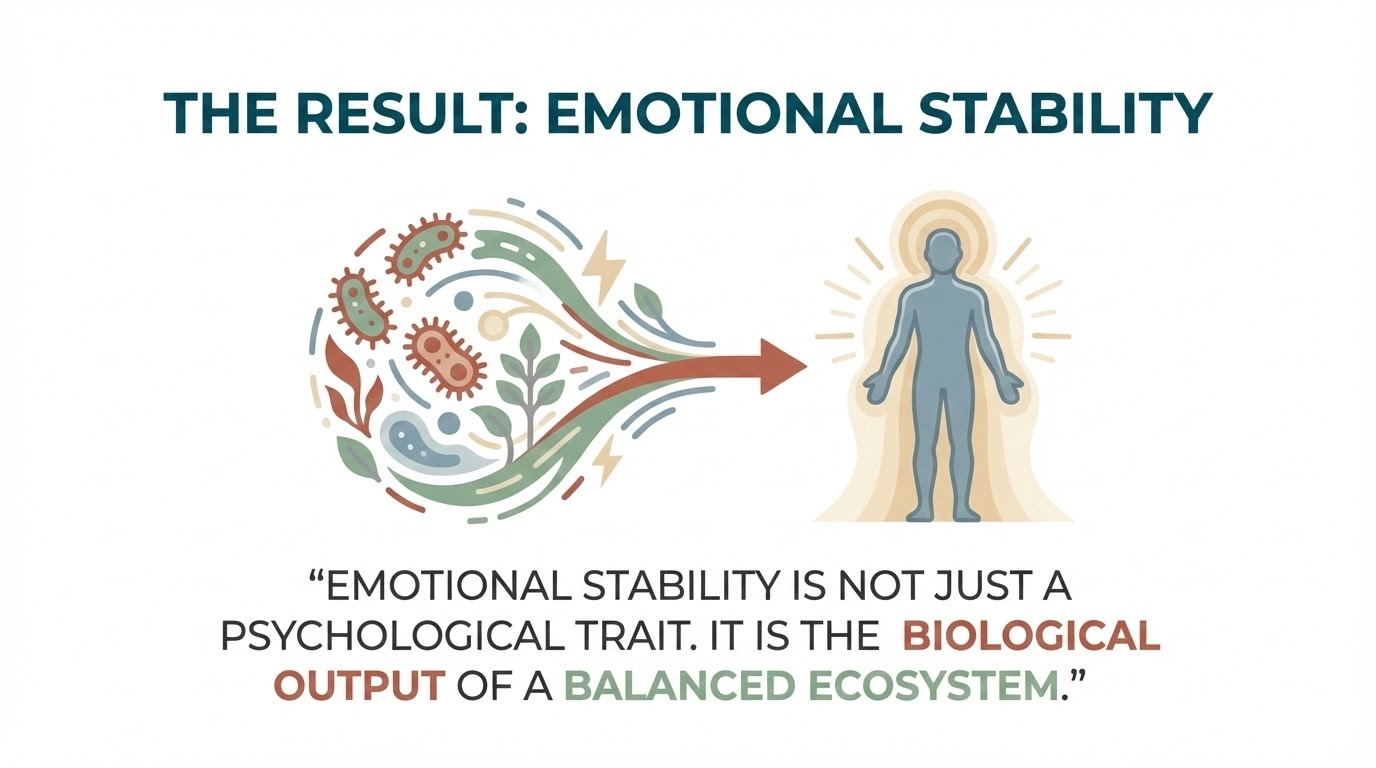 THE RESULT: EMOTIONAL STABILITY
“EMOTIONAL STABILITY IS NOT JUST A
PSYCHOLOGICAL TRAIT. IT IS THE BIOLOGICAL
OUTPUT OF A BALANCED ECOSYSTEM.”